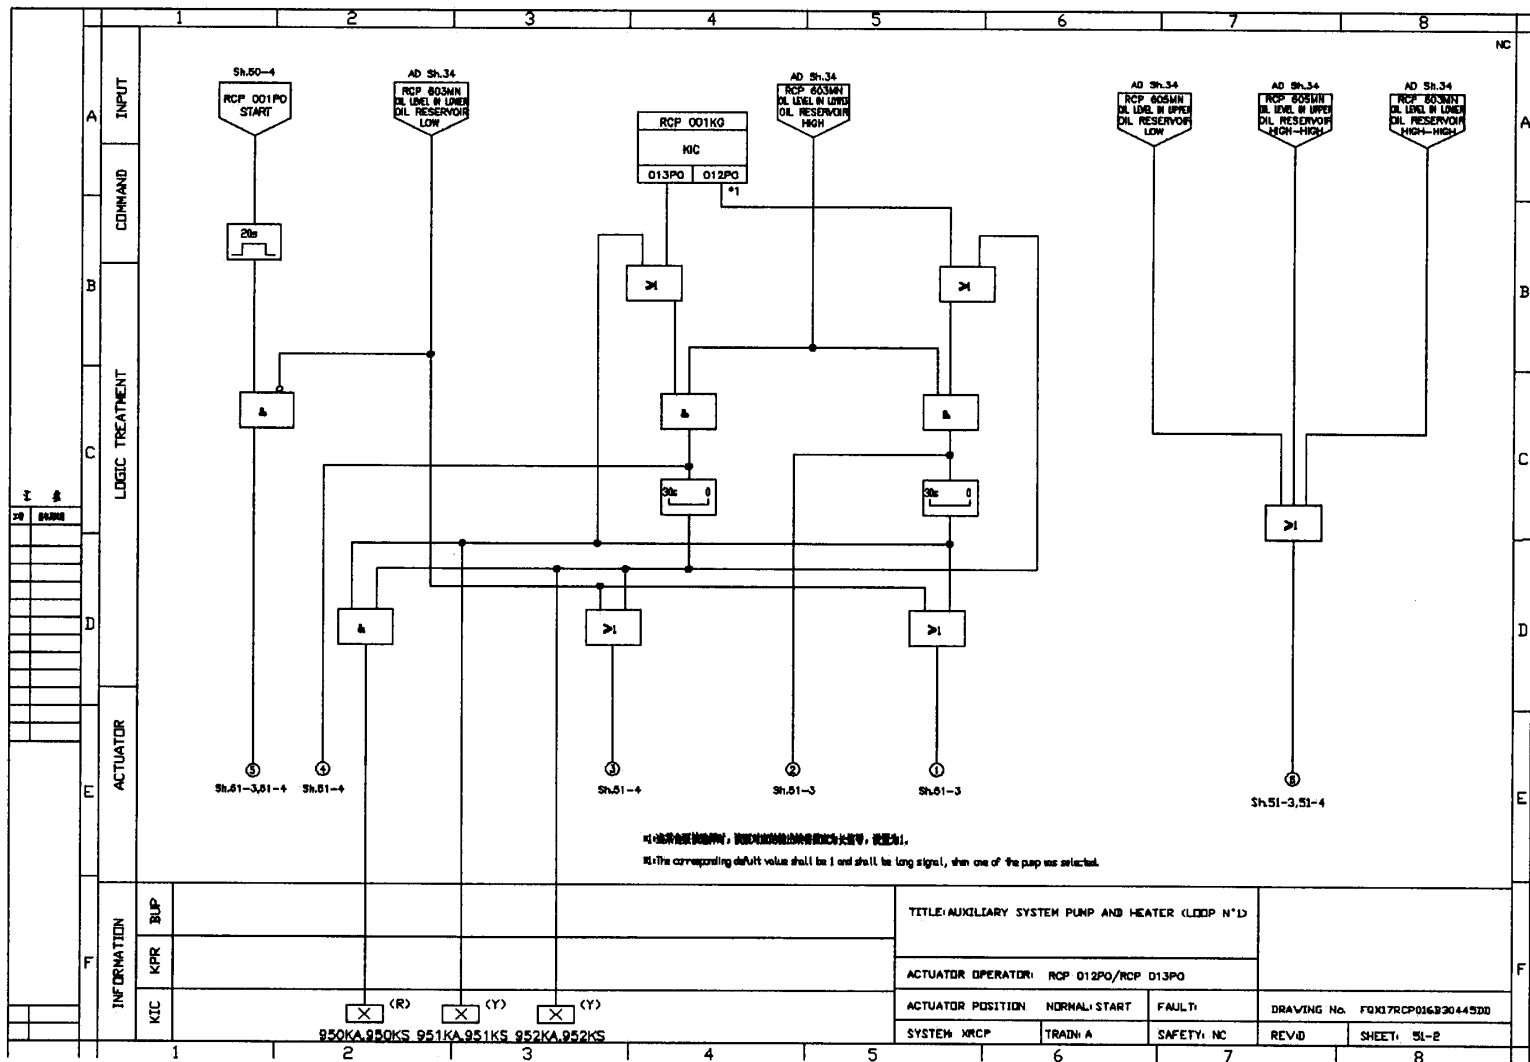 1 2 3 4 5 6 7 8
NC
A
B
C
D
E
F
INPUT
COMMAND
LOGIC TREATMENT
ACTUATOR
INFORMATION
BUP
KPR
KIC
Sh.50-4
RCP 001PO
START
AD Sh.34
RCP 603MN
OIL LEVEL IN LOWER
OIL RESERVOIR
LOW
RCP 001KG
KIC
013PO 012PO
*1
AD Sh.34
RCP 603MN
OIL LEVEL IN LOWER
OIL RESERVOIR
HIGH
AD Sh.34
RCP 605MN
OIL LEVEL IN UPPER
OIL RESERVOIR
LOW
AD Sh.34
RCP 605MN
OIL LEVEL IN UPPER
OIL RESERVOIR
HIGH-HIGH
AD Sh.34
RCP 603MN
OIL LEVEL IN LOWER
OIL RESERVOIR
HIGH-HIGH
A
B
C
D
E
F
20s
≥1
≥1
&
&
&
30s 0
30s 0
≥1
&
≥1
≥1
5
Sh.51-3,51-4
4
Sh.51-4
3
Sh.51-4
2
Sh.51-3
1
Sh.51-3
Sh.51-3,51-4
*1:The corresponding defult value shall be 1 and shall be long signal, when one of the pump was selected.
(R) (Y) (Y)
950KA,950KS 951KA,951KS 952KA,952KS
TITLE:AUXILIARY SYSTEM PUMP AND HEATER (LOOP N°1)
ACTUATOR OPERATOR: RCP 012PO/RCP 013PO
ACTUATOR POSITION NORMAL: START FAULT:
DRAWING No. FQX17RCP016B30445DD
SYSTEM: XRCP TRAIN: A SAFETY: NC REV:D SHEET: 51-2
1 2 3 4 5 6 7 8